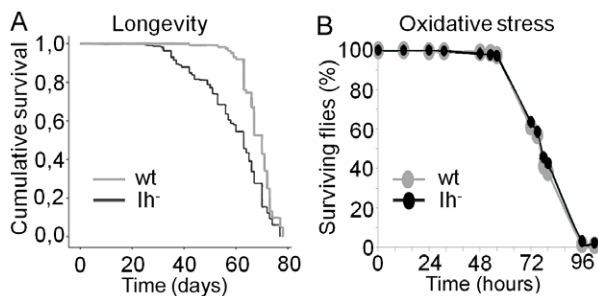 A
Longevity
Cumulative survival
1,0
0,8
0,6
0,4
0,2
0,0
wt
Ih-
0 20 40 60 80
Time (days)
B
Oxidative stress
Surviving flies (%)
100
80
60
40
20
0
wt
Ih-
0 24 48 72 96
Time (hours)